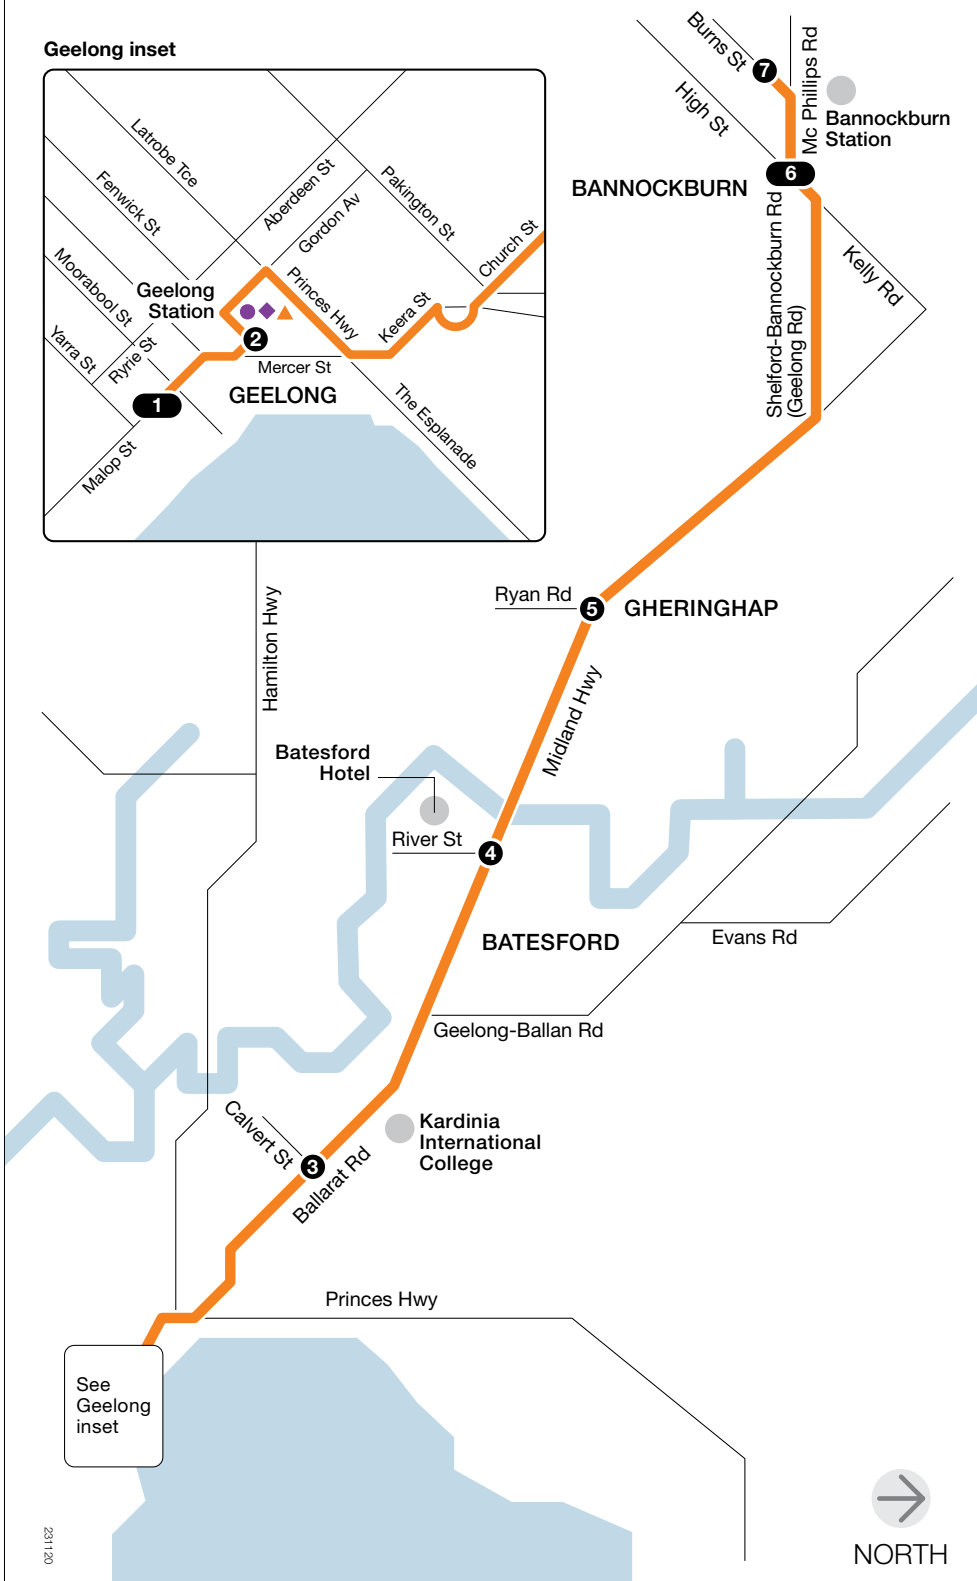 Geelong inset
Latrobe Tce
Fenwick St
Aberdeen St
Gordon Av
Pakington St
Church St
Moorabool St
Geelong
Station
Princes Hwy
Keera St
Yarra St
Ryrie St
2
Mercer St
1
GEELONG
The Esplanade
Malop St
Burns St
7
Mc Phillips Rd
High St
Bannockburn
Station
6
BANNOCKBURN
Shelford-Bannockburn Rd
(Geelong Rd)
Kelly Rd
Ryan Rd
5
GHERINGHAP
Hamilton Hwy
Midland Hwy
Batesford
Hotel
River St
4
BATESFORD
Evans Rd
Geelong-Ballan Rd
Calvert St
Kardinia
International
College
3
Ballarat Rd
Princes Hwy
See
Geelong
inset
231120
NORTH